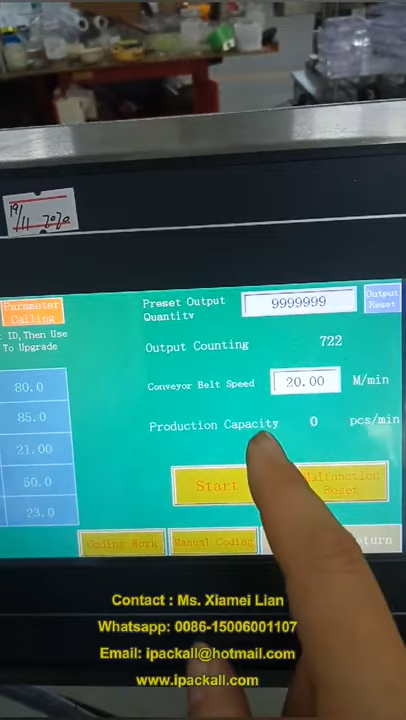 19/
11 2020
Parameter
Calling
ID,Then Use
To Upgrade
80.0
85.0
21.00
50.0
23.0
Preset Output
Quantity
9999999
Output
Reset
Output Counting
722
Conveyor Belt Speed
20.00
M/min
Production Capacity
0
pcs/min
Start
Malfunction
Reset
Coding Work
Manual Coding
eturn
Contact : Ms. Xiamei Lian
Whatsapp: 0086-15006001107
Email: ipackall@hotmail.com
www.ipackall.com